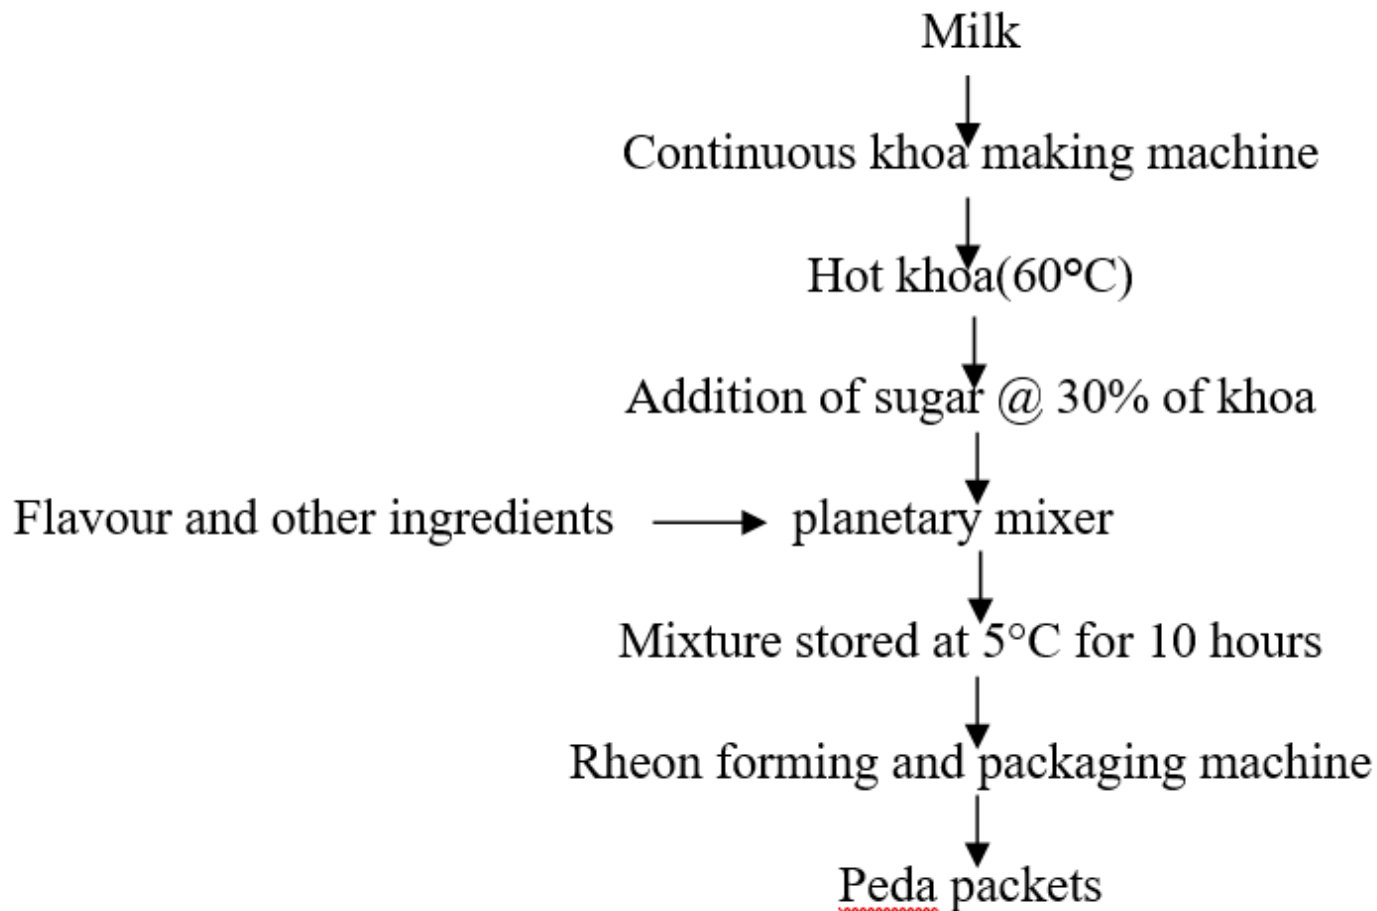 Milk
Continuous khoa making machine
Hot khoa(60°C)
Addition of sugar @ 30% of khoa
Flavour and other ingredients planetary mixer
Mixture stored at 5°C for 10 hours
Rheon forming and packaging machine
Peda packets